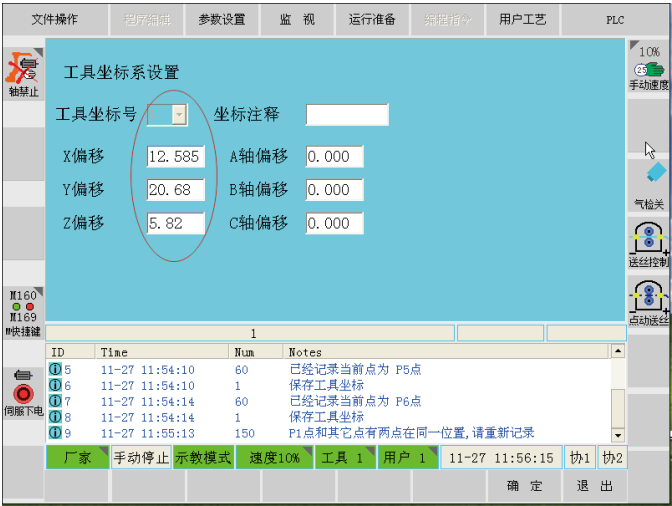 文件操作 程序编辑 参数设置 监 视 运行准备 编程指令 用户工艺 PLC
轴禁止
10%
25
手动速度
工具坐标系设置
工具坐标号 坐标注释
X偏移 12.585 A轴偏移 0.000
Y偏移 20.68 B轴偏移 0.000
Z偏移 5.82 C轴偏移 0.000
气检关
送丝控制
点动送丝
M160
M169
M快捷键
伺服下电
1
ID Time Num Notes
5 11-27 11:54:10 60 已经记录当前点为 P5点
6 11-27 11:54:10 1 保存工具坐标
7 11-27 11:54:14 60 已经记录当前点为 P6点
8 11-27 11:54:14 1 保存工具坐标
9 11-27 11:55:13 150 P1点和其它点有两点在同一位置,请重新记录
厂家 手动停止 示教模式 速度10% 工具 1 用户 1 11-27 11:56:15 协1 协2
确 定 退 出